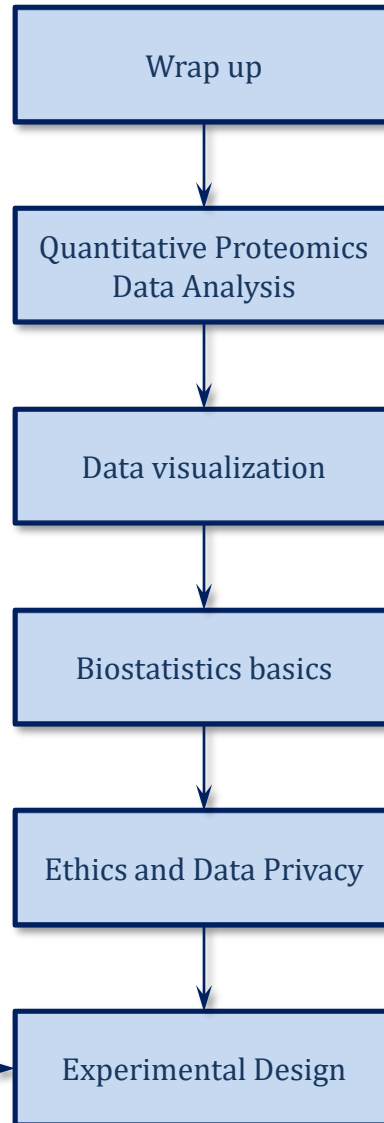 Wrap up
Quantitative Proteomics
Data Analysis
Data visualization
Biostatistics basics
Ethics and Data Privacy
Experimental Design